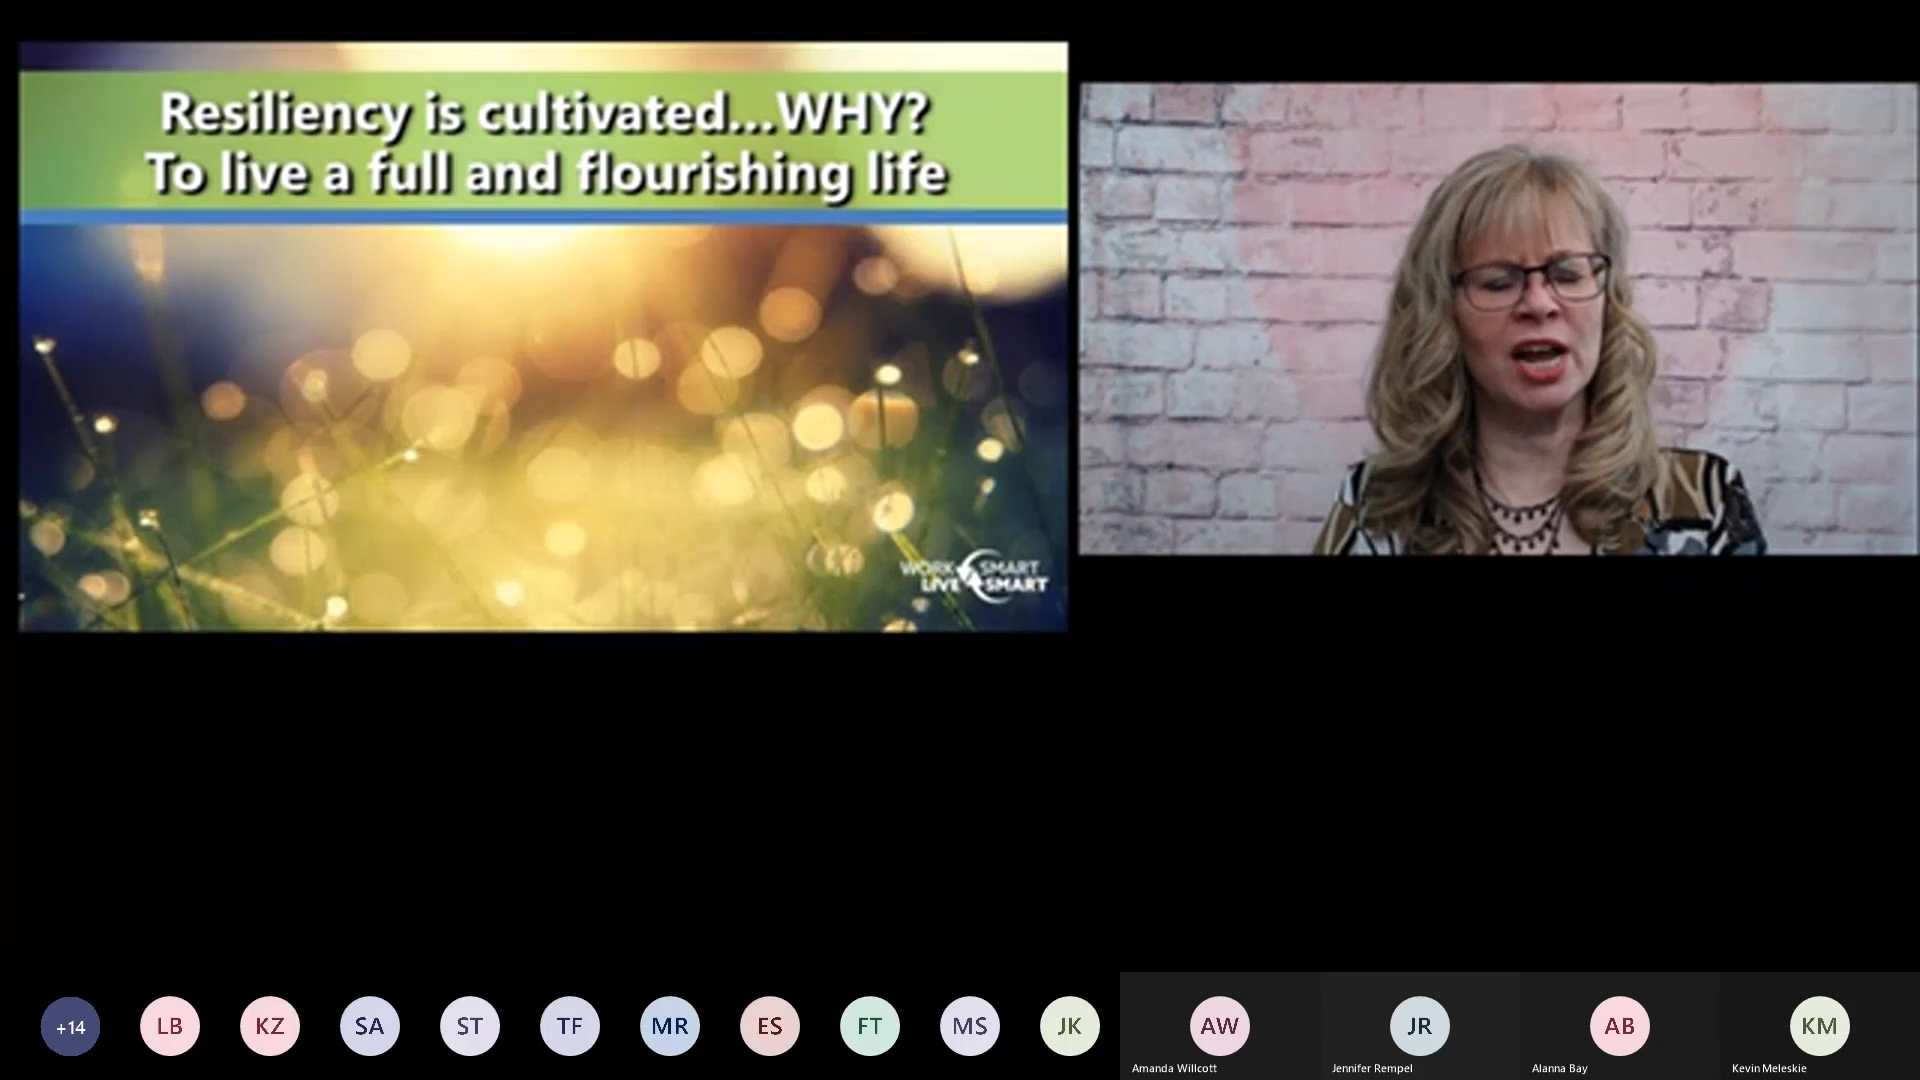 Resiliency is cultivated...WHY?
To live a full and flourishing life
WORK SMART
LIVE SMART
+14
LB
KZ
SA
ST
TF
MR
ES
FT
MS
JK
AW
JR
AB
KM
Amanda Willcott
Jennifer Rempel
Alanna Bay
Kevin Meleskie